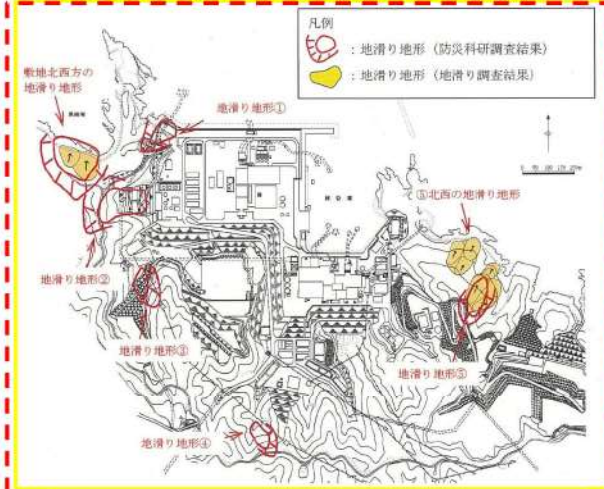 凡例
：地滑り地形（防災科研調査結果）
：地滑り地形（地滑り調査結果）
敷地北西方の
地滑り地形
地滑り地形①
⑤北西の地滑り地形
地滑り地形②
地滑り地形③
地滑り地形⑤
地滑り地形④